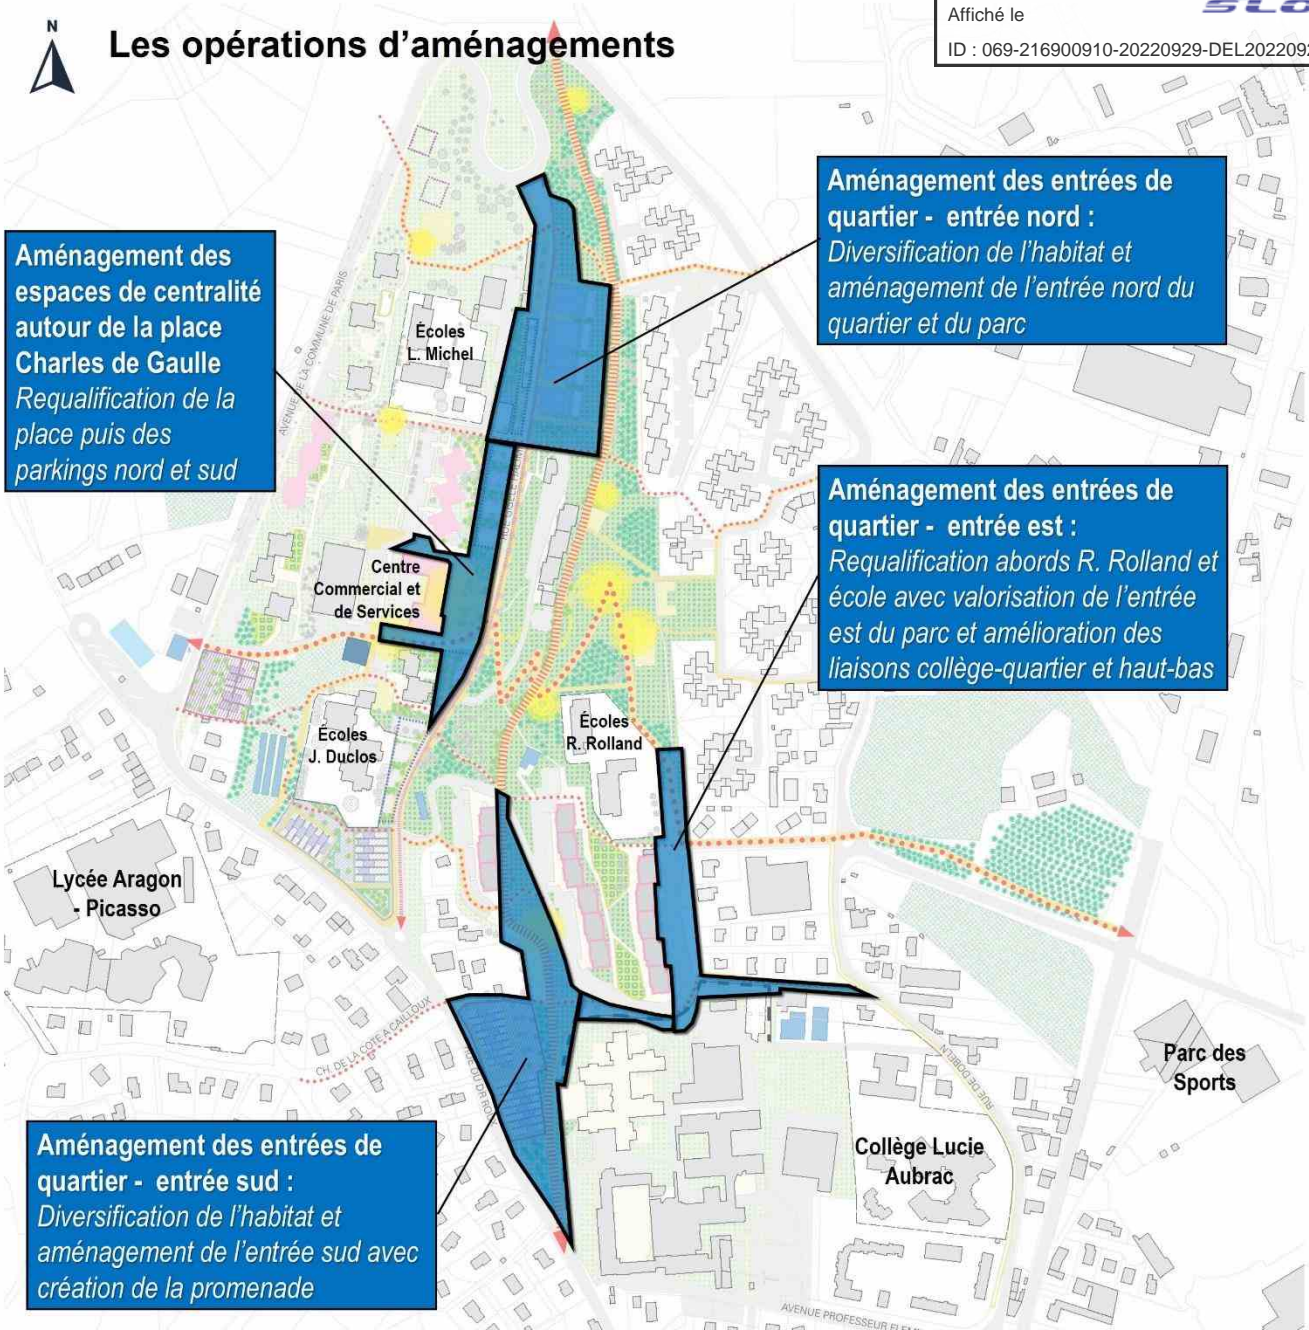 N
Les opérations d'aménagements
Affiché le
ID : 069-216900910-20220929-DEL2022092
Aménagement des entrées de
quartier - entrée nord :
Diversification de l'habitat et
aménagement de l'entrée nord du
quartier et du parc
Aménagement des
espaces de centralité
autour de la place
Charles de Gaulle
Requalification de la
place puis des
parkings nord et sud
AVENUE DE LA COMMUNE DE PARIS
Écoles
L. Michel
Aménagement des entrées de
quartier - entrée est :
Requalification abords R. Rolland et
école avec valorisation de l'entrée
est du parc et amélioration des
liaisons collège-quartier et haut-bas
Centre
Commercial et
de Services
Écoles
J. Duclos
Écoles
R. Rolland
Lycée Aragon
- Picasso
CH. DE LA COTE A CAILLOUX
RUE DU DR ROUX
RUE DE DOBELN
Parc des
Sports
Collège Lucie
Aubrac
Aménagement des entrées de
quartier - entrée sud :
Diversification de l'habitat et
aménagement de l'entrée sud avec
création de la promenade
AVENUE PROFESSEUR FLEM